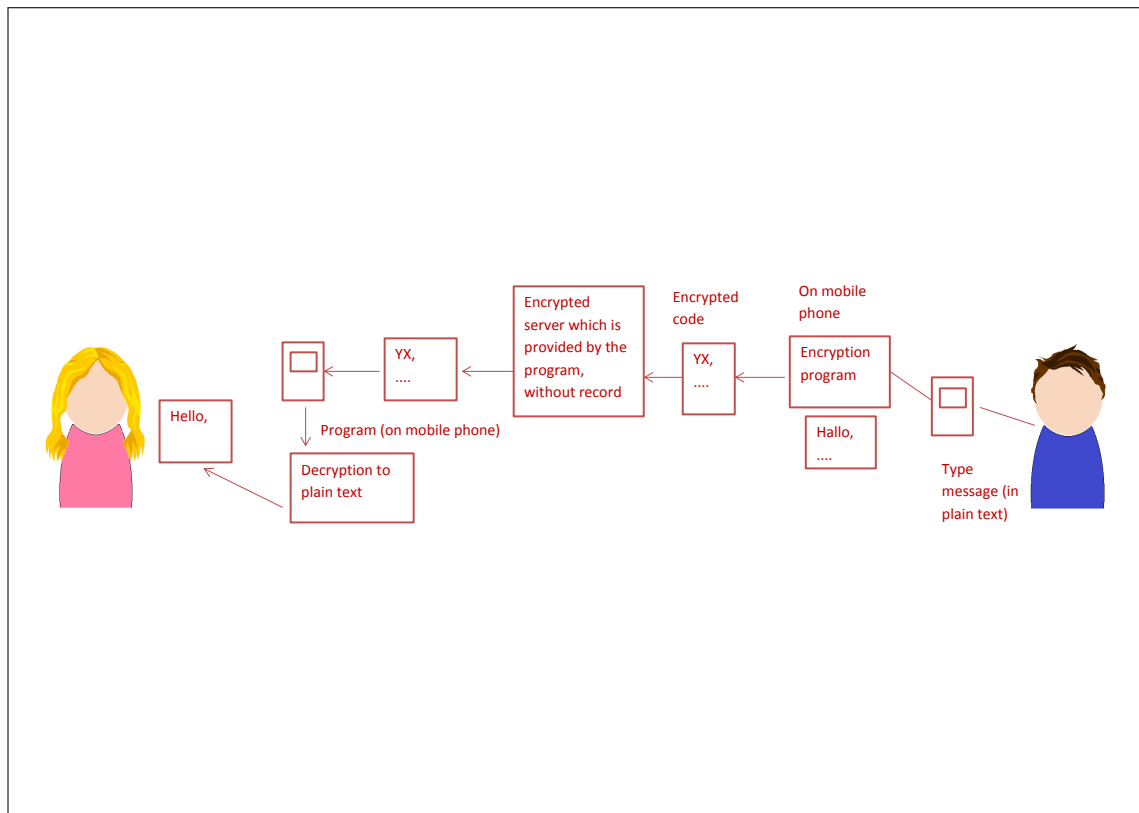 Hello,
Program (on mobile phone)
Decryption to
plain text
YX,
....
Encrypted
server which is
provided by the
program,
without record
Encrypted
code
YX,
....
On mobile
phone
Encryption
program
Hallo,
....
Type
message (in
plain text)